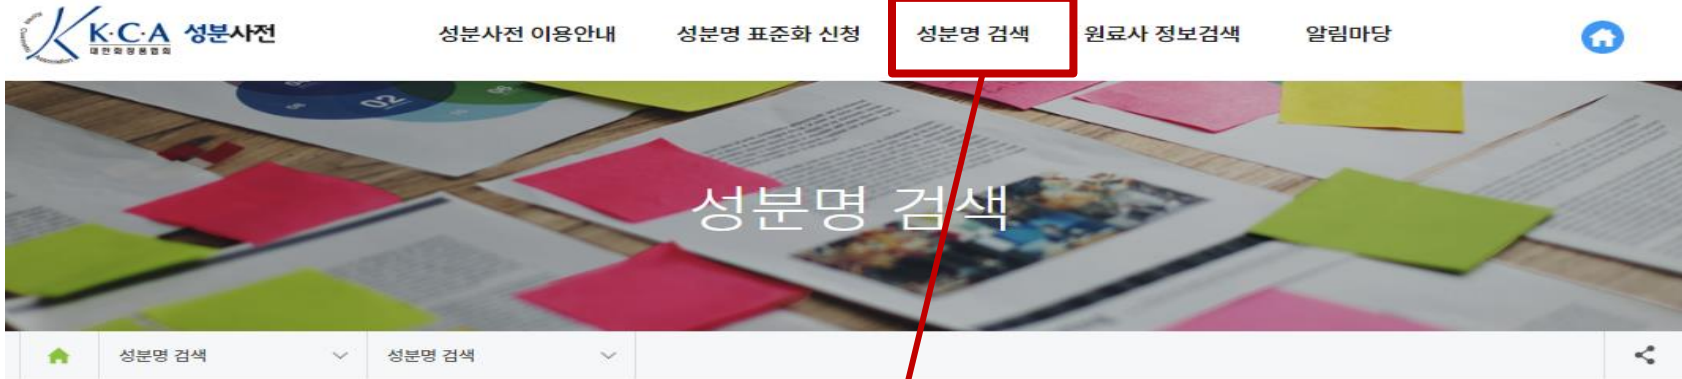 K·C·A 성분사전
대한화장품협회
성분사전 이용안내
성분명 표준화 신청
성분명 검색
원료사 정보검색
알림마당
02
성분명 검색
성분명 검색
성분명 검색